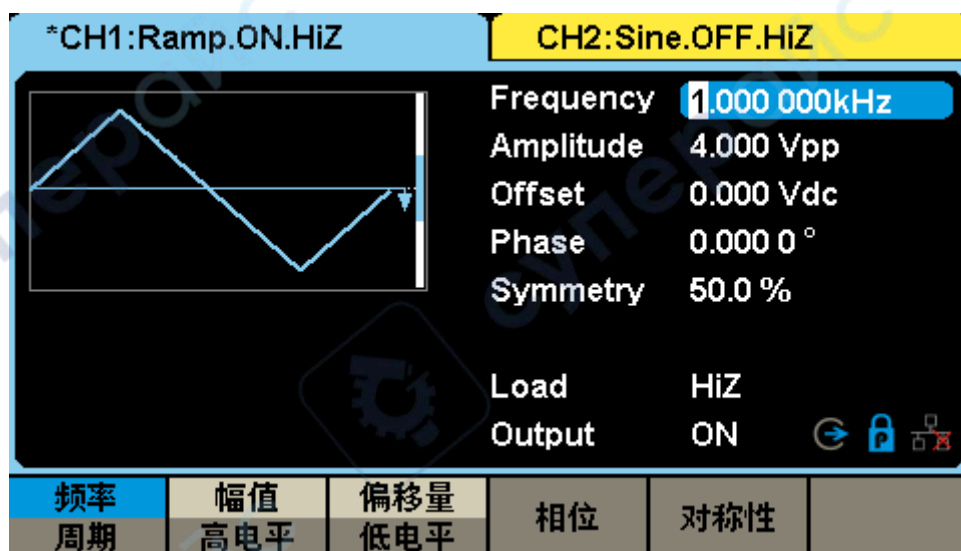 *CH1:Ramp.ON.HiZ
CH2:Sine.OFF.HiZ
Frequency 1.000 000kHz
Amplitude 4.000 Vpp
Offset 0.000 Vdc
Phase 0.000 0 °
Symmetry 50.0 %
Load HiZ
Output ON
频率 幅值 偏移量 相位 对称性
周期 高电平 低电平
суперайс